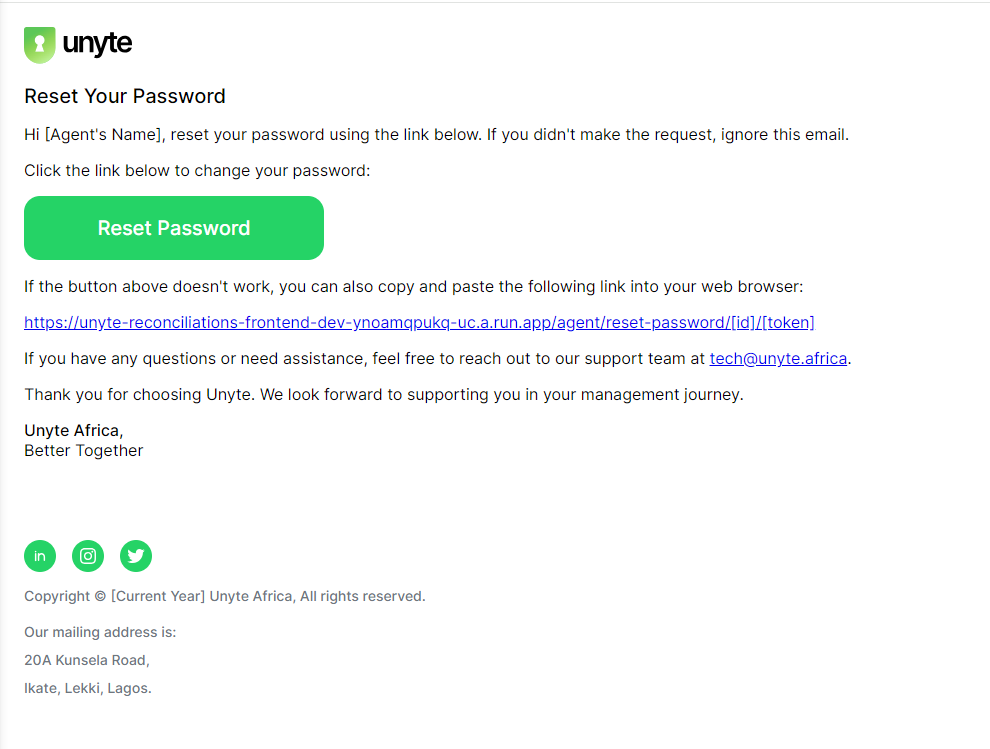 unyte
Reset Your Password
Hi [Agent's Name], reset your password using the link below. If you didn't make the request, ignore this email.
Click the link below to change your password:
Reset Password
If the button above doesn't work, you can also copy and paste the following link into your web browser:
https://unyte-reconciliations-frontend-dev-ynoamqpukq-uc.a.run.app/agent/reset-password/[id]/[token]
If you have any questions or need assistance, feel free to reach out to our support team at tech@unyte.africa.
Thank you for choosing Unyte. We look forward to supporting you in your management journey.
Unyte Africa,
Better Together
in
Copyright © [Current Year] Unyte Africa, All rights reserved.
Our mailing address is:
20A Kunsela Road,
Ikate, Lekki, Lagos.